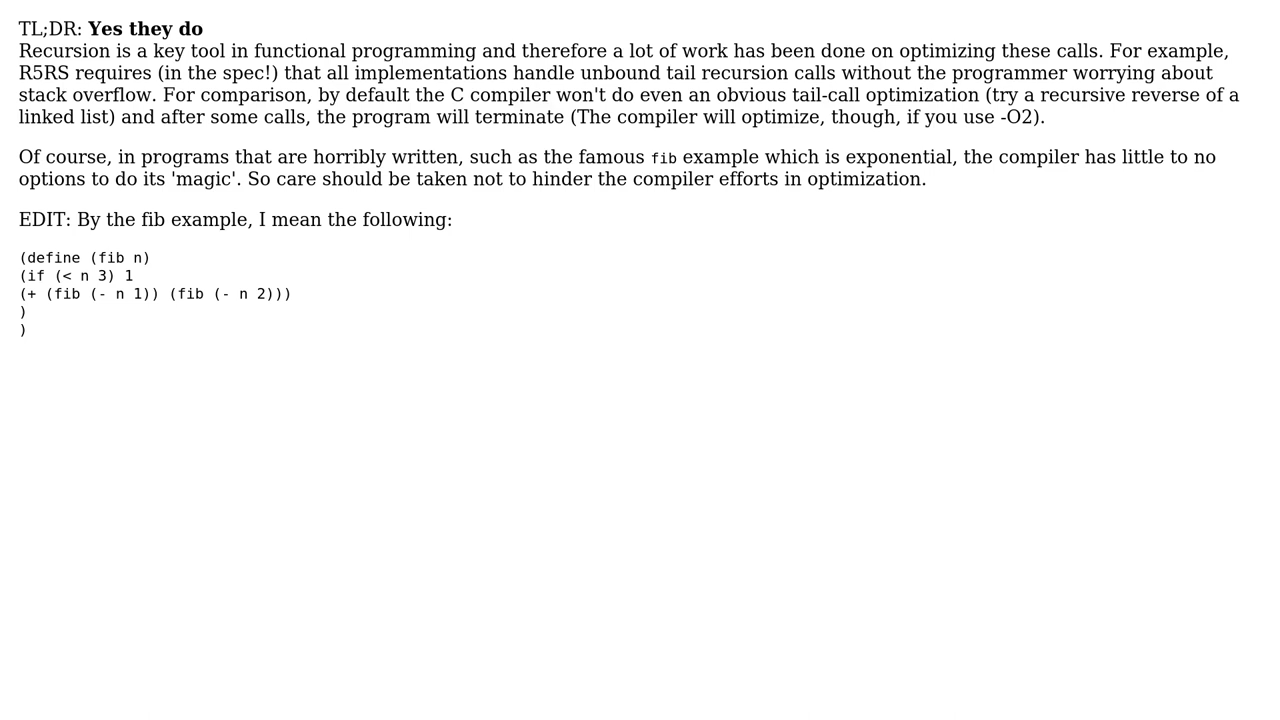 TL;DR: Yes they do
Recursion is a key tool in functional programming and therefore a lot of work has been done on optimizing these calls. For example,
R5RS requires (in the spec!) that all implementations handle unbound tail recursion calls without the programmer worrying about
stack overflow. For comparison, by default the C compiler won't do even an obvious tail-call optimization (try a recursive reverse of a
linked list) and after some calls, the program will terminate (The compiler will optimize, though, if you use -O2).
Of course, in programs that are horribly written, such as the famous fib example which is exponential, the compiler has little to no
options to do its 'magic'. So care should be taken not to hinder the compiler efforts in optimization.
EDIT: By the fib example, I mean the following:
(define (fib n)
(if (< n 3) 1
(+ (fib (- n 1)) (fib (- n 2)))
)
)